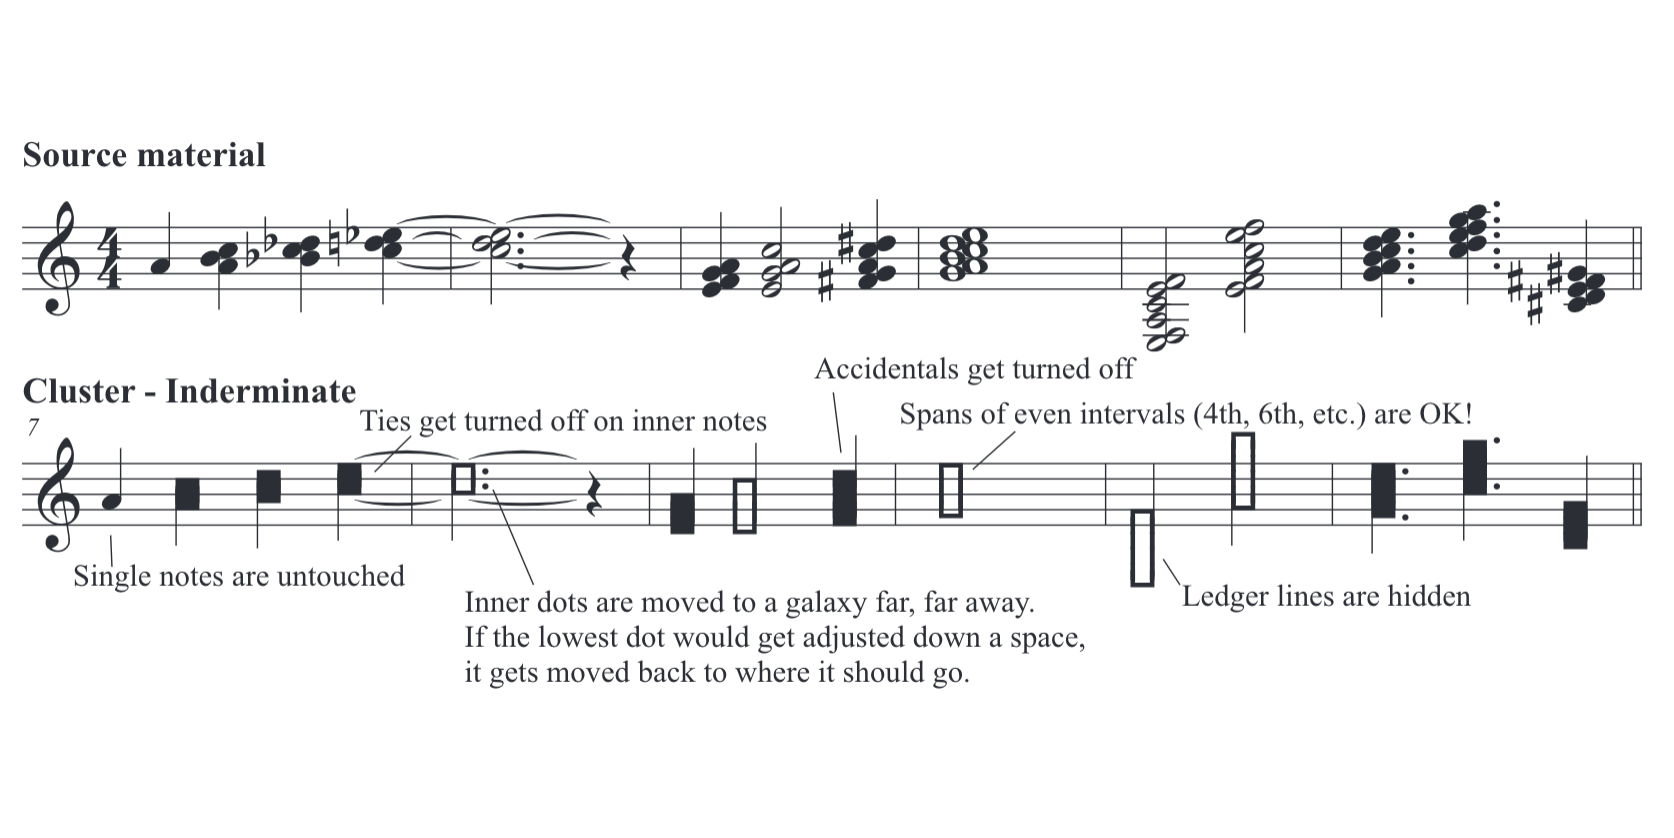 Source material
4
4
Accidentals get turned off
Cluster - Inderminate
7
Ties get turned off on inner notes
Spans of even intervals (4th, 6th, etc.) are OK!
Single notes are untouched
Inner dots are moved to a galaxy far, far away.
If the lowest dot would get adjusted down a space,
it gets moved back to where it should go.
Ledger lines are hidden